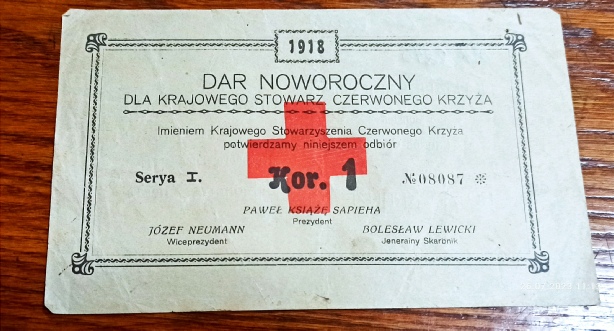 1918
DAR NOWOROCZNY
DLA KRAJOWEGO STOWARZ. CZERWONEGO KRZYŻA
Imieniem Krajowego Stowarzyszenia Czerwonego Krzyża
potwierdzamy niniejszem odbiór
Serya I. Kor. 1 №08087 ※
PAWEŁ KSIĄŻĘ SAPIEHA
Prezydent
JÓZEF NEUMANN BOLESŁAW LEWICKI
Wiceprezydent Jeneralny Skarbnik